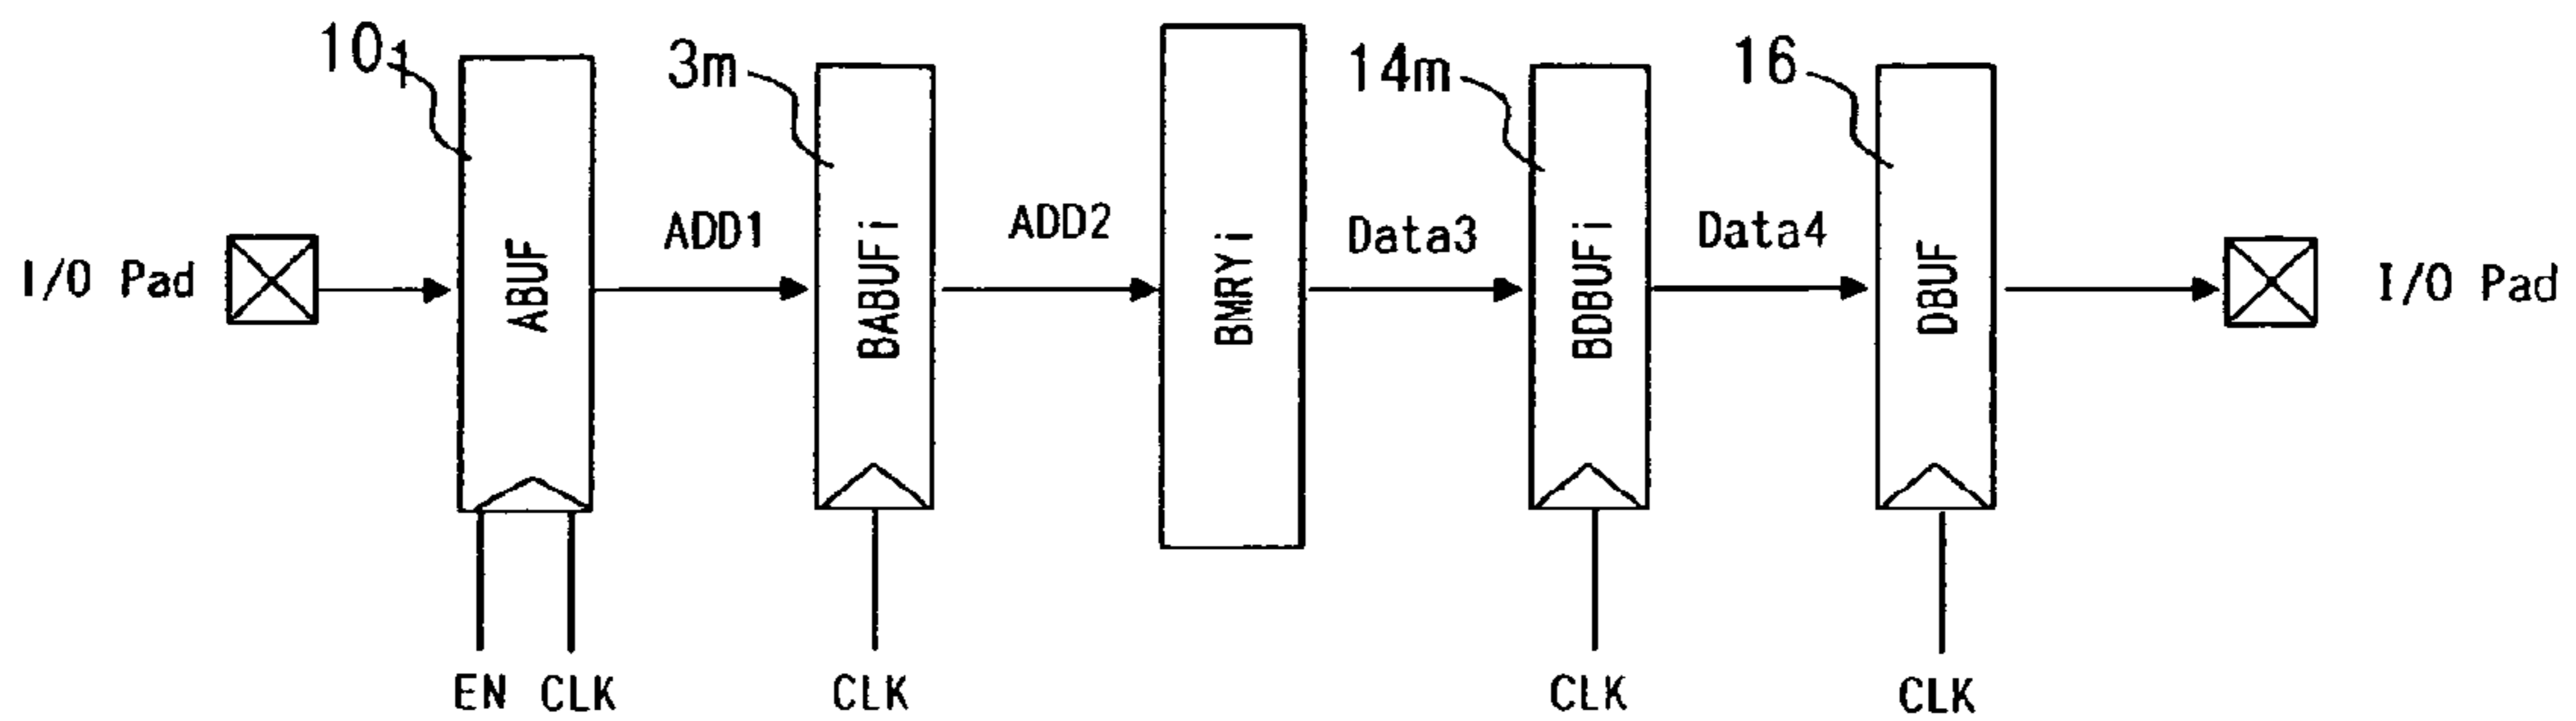 10₁
3m
14m
16
I/O Pad
ABUF
ADD1
BABUFi
ADD2
BMRYi
Data3
BDBUFi
Data4
DBUF
I/O Pad
EN CLK
CLK
CLK
CLK